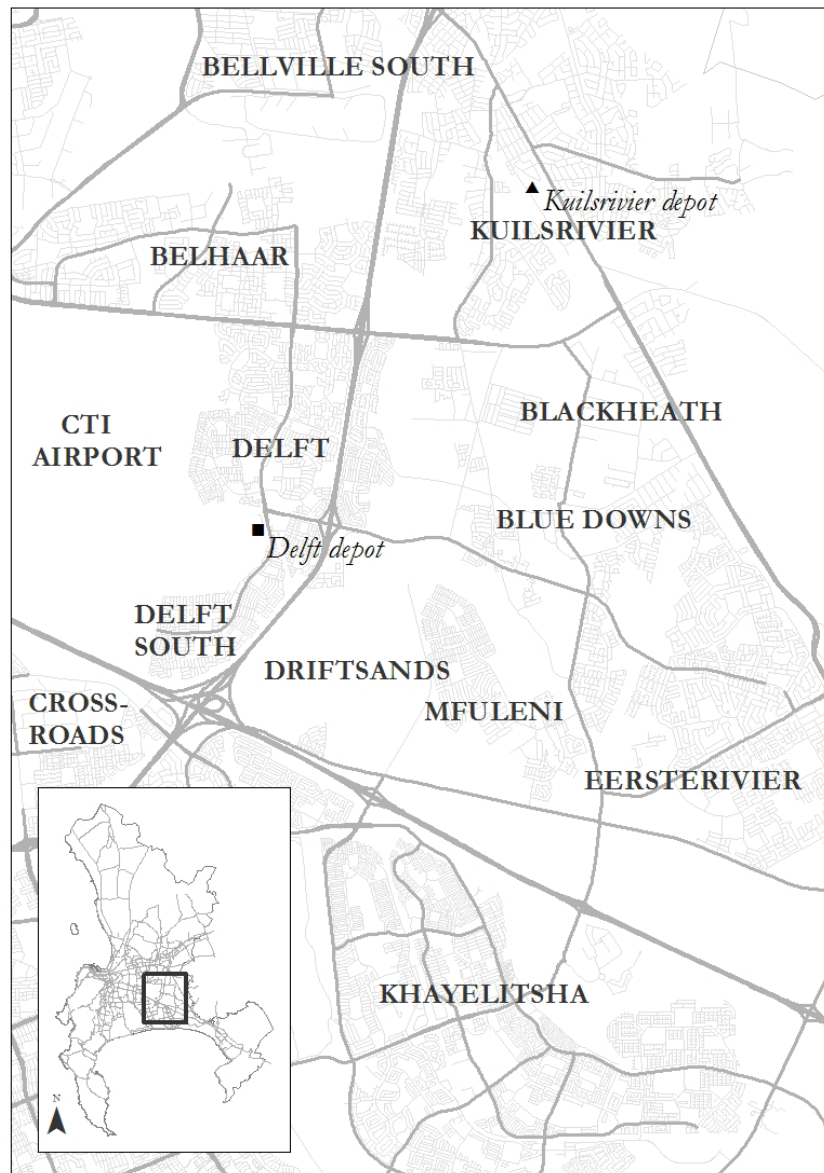 BELLVILLE SOUTH
Kuilsrivier depot
KUILSRIVIER
BELHAAR
BLACKHEATH
CTI
AIRPORT
DELFT
BLUE DOWNS
Delft depot
DELFT
SOUTH
DRIFTSANDS
CROSS-
ROADS
MFULENI
EERSTERIVIER
KHAYELITSHA
N